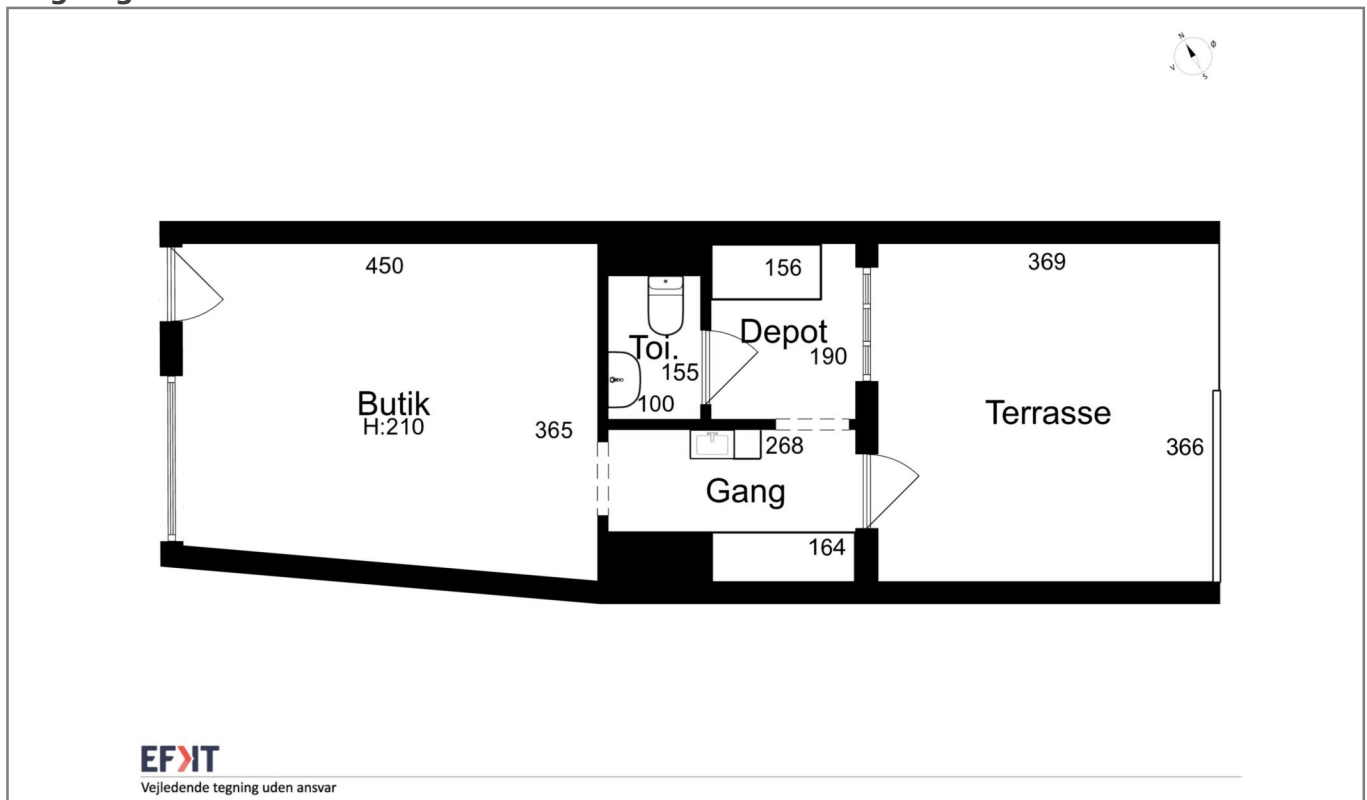 N
Ø
V
S
450
156
369
Toi.
Depot
155
190
100
Butik
H:210
365
Terrasse
366
268
Gang
164
EFKT
Vejledende tegning uden ansvar